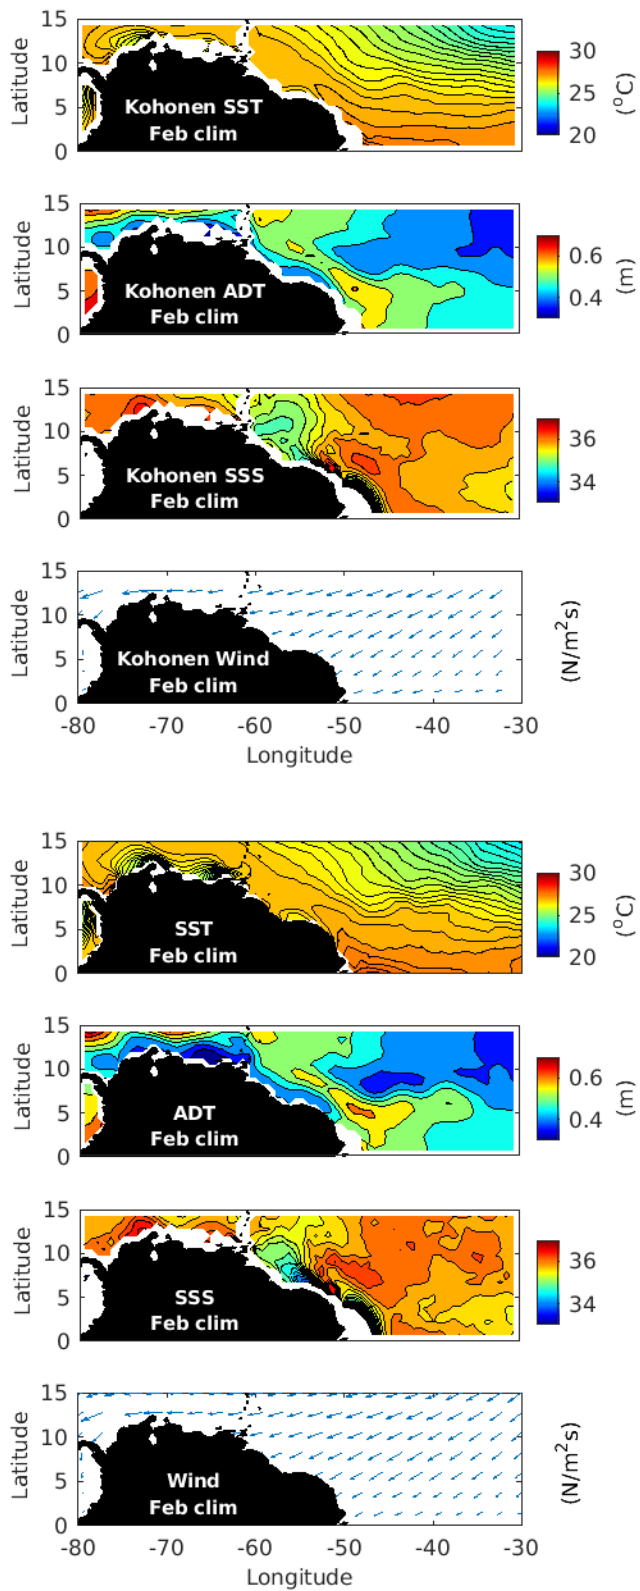 15
10
5
0
Latitude
Kohonen SST
Feb clim
30
25
20
(°C)
15
10
5
0
Latitude
Kohonen ADT
Feb clim
0.6
0.4
(m)
15
10
5
0
Latitude
Kohonen SSS
Feb clim
36
34
15
10
5
0
Latitude
Kohonen Wind
Feb clim
(N/m²s)
-80 -70 -60 -50 -40 -30
Longitude
15
10
5
0
Latitude
SST
Feb clim
30
25
20
(°C)
15
10
5
0
Latitude
ADT
Feb clim
0.6
0.4
(m)
15
10
5
0
Latitude
SSS
Feb clim
36
34
15
10
5
0
Latitude
Wind
Feb clim
(N/m²s)
-80 -70 -60 -50 -40 -30
Longitude